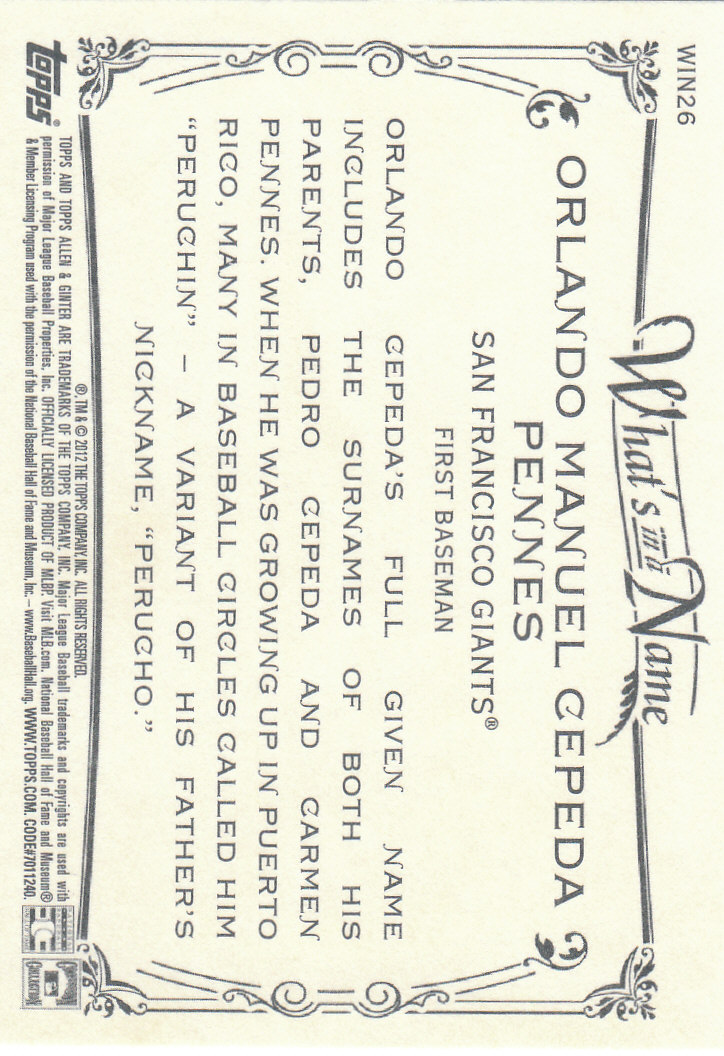 WIN26
What's in a Name
ORLANDO MANUEL CEPEDA
PENNES
SAN FRANCISCO GIANTS®
FIRST BASEMAN
ORLANDO CEPEDA'S FULL GIVEN NAME
INCLUDES THE SURNAMES OF BOTH HIS
PARENTS, PEDRO CEPEDA AND CARMEN
PENNES. WHEN HE WAS GROWING UP IN PUERTO
RICO, MANY IN BASEBALL CIRCLES CALLED HIM
"PERUCHIN" – A VARIANT OF HIS FATHER'S
NICKNAME, "PERUCHO."
®, TM & © 2012 THE TOPPS COMPANY, INC. ALL RIGHTS RESERVED.
TOPPS AND TOPPS ALLEN & GINTER ARE TRADEMARKS OF THE TOPPS COMPANY, INC. Major League Baseball trademarks and copyrights are used with
permission of Major League Baseball Properties, Inc. OFFICIALLY LICENSED PRODUCT OF MLBP. Visit MLB.com. National Baseball Hall of Fame and Museum®
& Member Licensing Program used with the permission of the National Baseball Hall of Fame and Museum, Inc. – www.BaseballHall.org. WWW.TOPPS.COM. CODE#7011240.
topps®
COLLECTION